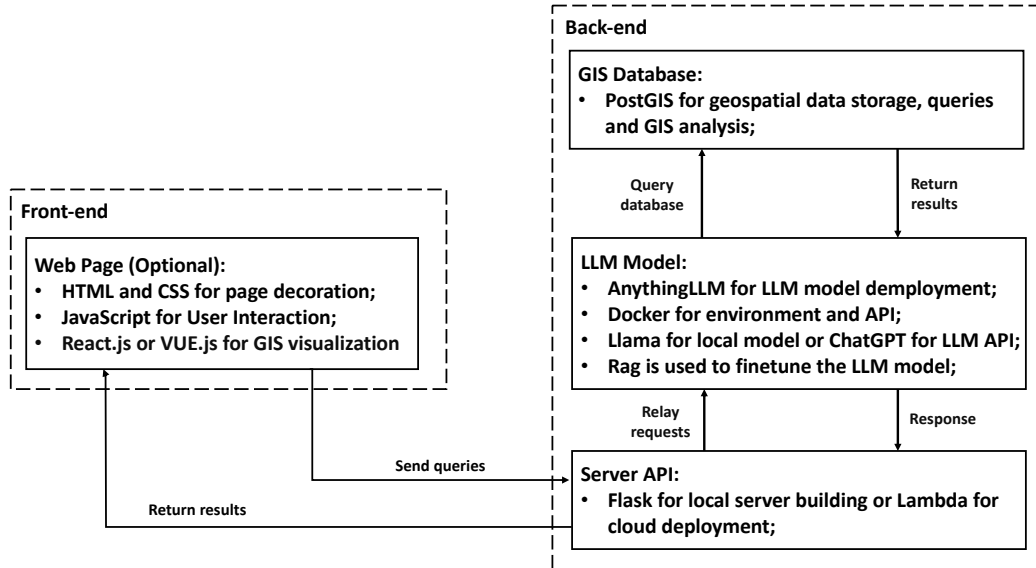 Back-end
GIS Database:
• PostGIS for geospatial data storage, queries
and GIS analysis;
Query
database
Return
results
Front-end
Web Page (Optional):
• HTML and CSS for page decoration;
• JavaScript for User Interaction;
• React.js or VUE.js for GIS visualization
LLM Model:
• AnythingLLM for LLM model demployment;
• Docker for environment and API;
• Llama for local model or ChatGPT for LLM API;
• Rag is used to finetune the LLM model;
Relay
requests
Response
Send queries
Return results
Server API:
• Flask for local server building or Lambda for
cloud deployment;